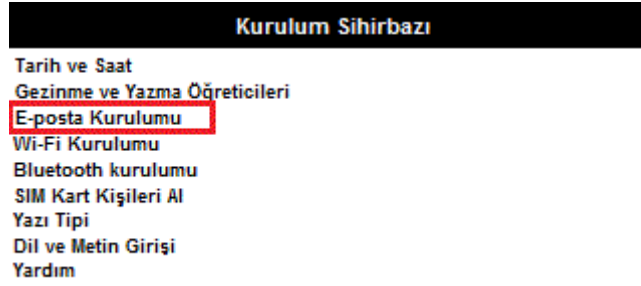 Kurulum Sihirbazı
Tarih ve Saat
Gezinme ve Yazma Öğreticileri
E-posta Kurulumu
Wi-Fi Kurulumu
Bluetooth kurulumu
SIM Kart Kişileri Al
Yazı Tipi
Dil ve Metin Girişi
Yardım